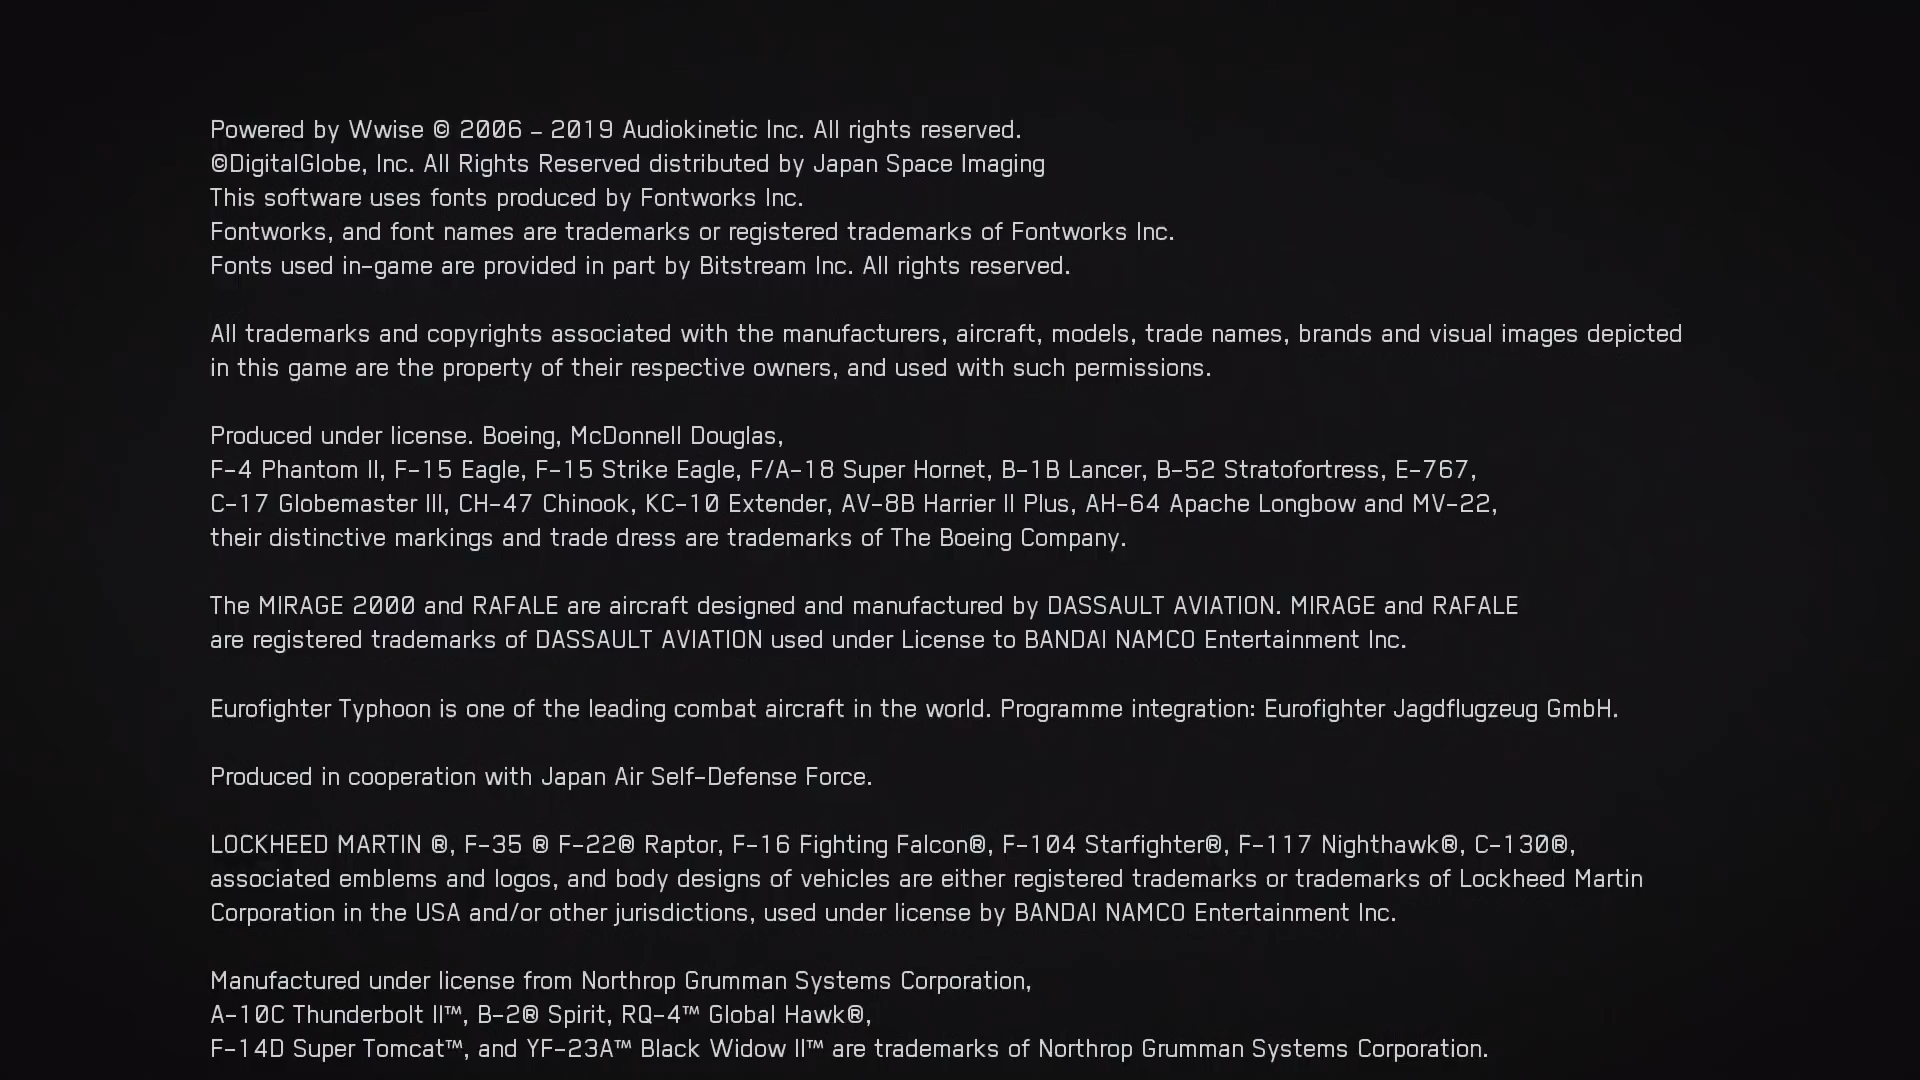 Powered by Wwise © 2006 – 2019 Audiokinetic Inc. All rights reserved.
©DigitalGlobe, Inc. All Rights Reserved distributed by Japan Space Imaging
This software uses fonts produced by Fontworks Inc.
Fontworks, and font names are trademarks or registered trademarks of Fontworks Inc.
Fonts used in-game are provided in part by Bitstream Inc. All rights reserved.
All trademarks and copyrights associated with the manufacturers, aircraft, models, trade names, brands and visual images depicted
in this game are the property of their respective owners, and used with such permissions.
Produced under license. Boeing, McDonnell Douglas,
F-4 Phantom II, F-15 Eagle, F-15 Strike Eagle, F/A-18 Super Hornet, B-1B Lancer, B-52 Stratofortress, E-767,
C-17 Globemaster III, CH-47 Chinook, KC-10 Extender, AV-8B Harrier II Plus, AH-64 Apache Longbow and MV-22,
their distinctive markings and trade dress are trademarks of The Boeing Company.
The MIRAGE 2000 and RAFALE are aircraft designed and manufactured by DASSAULT AVIATION. MIRAGE and RAFALE
are registered trademarks of DASSAULT AVIATION used under License to BANDAI NAMCO Entertainment Inc.
Eurofighter Typhoon is one of the leading combat aircraft in the world. Programme integration: Eurofighter Jagdflugzeug GmbH.
Produced in cooperation with Japan Air Self-Defense Force.
LOCKHEED MARTIN ®, F-35 ® F-22® Raptor, F-16 Fighting Falcon®, F-104 Starfighter®, F-117 Nighthawk®, C-130®,
associated emblems and logos, and body designs of vehicles are either registered trademarks or trademarks of Lockheed Martin
Corporation in the USA and/or other jurisdictions, used under license by BANDAI NAMCO Entertainment Inc.
Manufactured under license from Northrop Grumman Systems Corporation,
A-10C Thunderbolt II™, B-2® Spirit, RQ-4™ Global Hawk®,
F-14D Super Tomcat™, and YF-23A™ Black Widow II™ are trademarks of Northrop Grumman Systems Corporation.